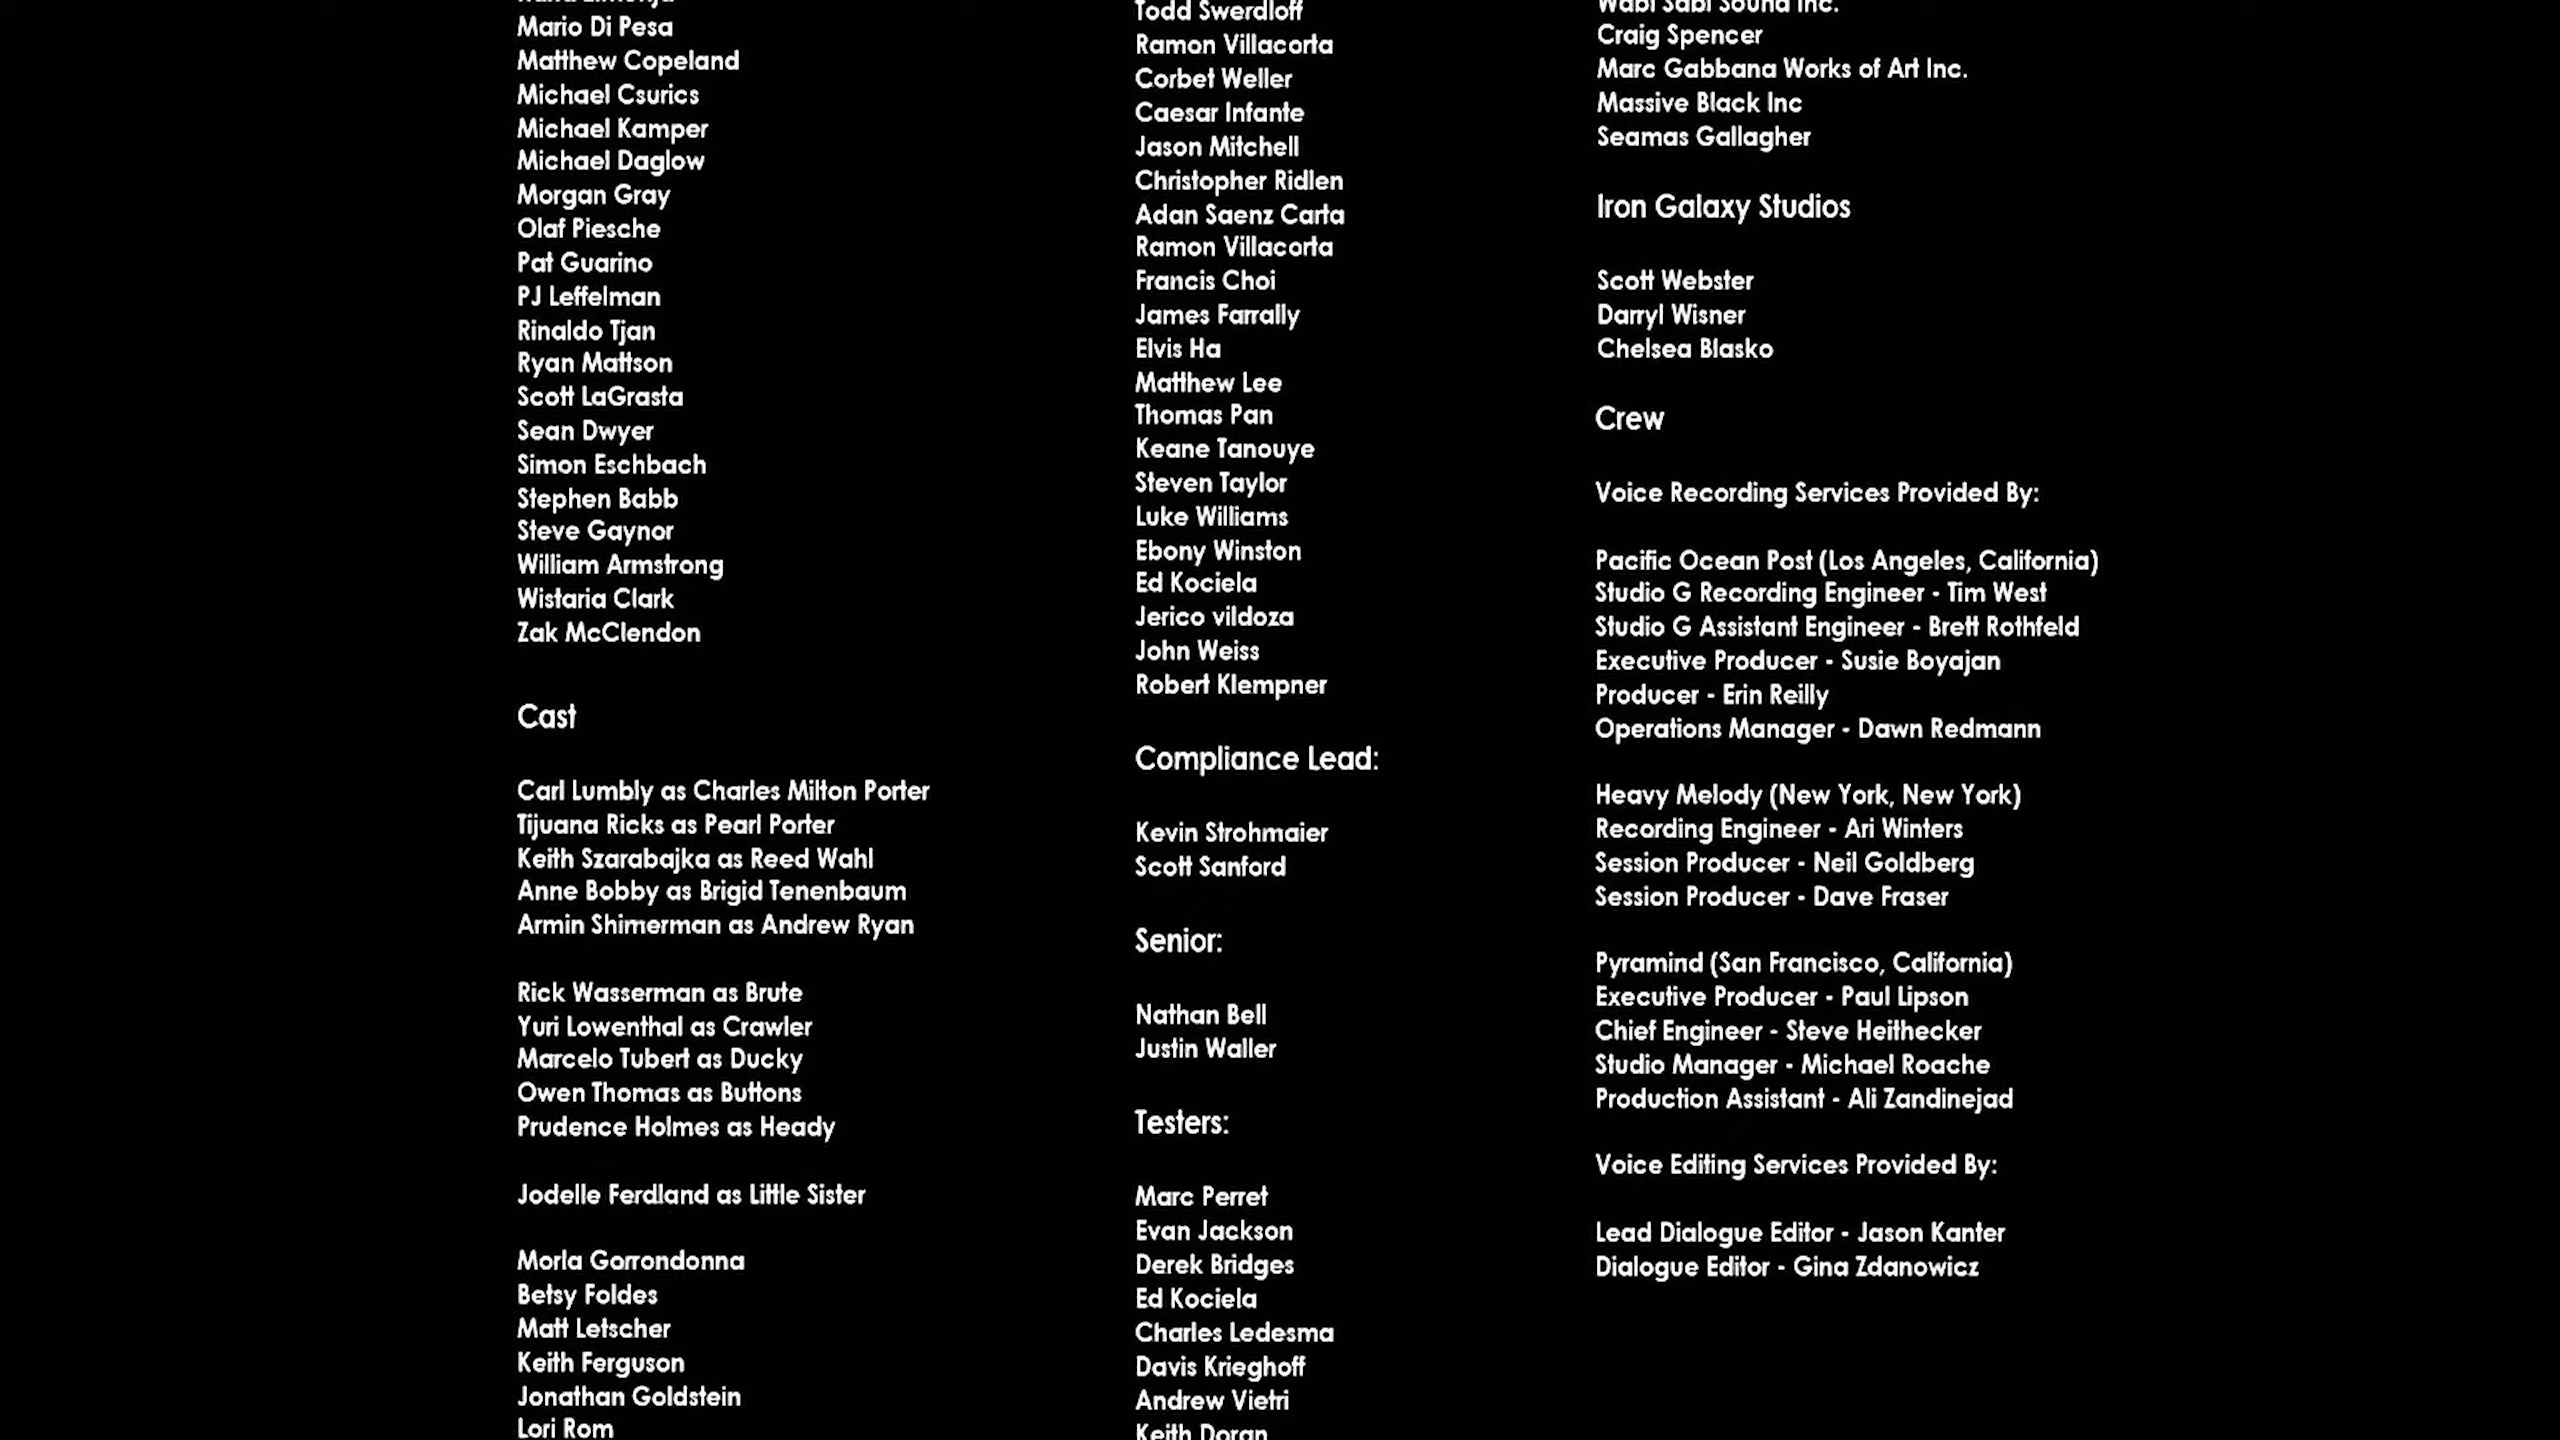 Mario Di Pesa
Matthew Copeland
Michael Csurics
Michael Kamper
Michael Daglow
Morgan Gray
Olaf Piesche
Pat Guarino
PJ Leffelman
Rinaldo Tjan
Ryan Mattson
Scott LaGrasta
Sean Dwyer
Simon Eschbach
Stephen Babb
Steve Gaynor
William Armstrong
Wistaria Clark
Zak McClendon
Cast
Carl Lumbly as Charles Milton Porter
Tijuana Ricks as Pearl Porter
Keith Szarabajka as Reed Wahl
Anne Bobby as Brigid Tenenbaum
Armin Shimerman as Andrew Ryan
Rick Wasserman as Brute
Yuri Lowenthal as Crawler
Marcelo Tubert as Ducky
Owen Thomas as Buttons
Prudence Holmes as Heady
Jodelle Ferdland as Little Sister
Morla Gorrondonna
Betsy Foldes
Matt Letscher
Keith Ferguson
Jonathan Goldstein
Lori Rom
Todd Swerdloff
Ramon Villacorta
Corbet Weller
Caesar Infante
Jason Mitchell
Christopher Ridlen
Adan Saenz Carta
Ramon Villacorta
Francis Choi
James Farrally
Elvis Ha
Matthew Lee
Thomas Pan
Keane Tanouye
Steven Taylor
Luke Williams
Ebony Winston
Ed Kociela
Jerico vildoza
John Weiss
Robert Klempner
Compliance Lead:
Kevin Strohmaier
Scott Sanford
Senior:
Nathan Bell
Justin Waller
Testers:
Marc Perret
Evan Jackson
Derek Bridges
Ed Kociela
Charles Ledesma
Davis Krieghoff
Andrew Vietri
Keith Doran
Wabi Sabi Sound Inc.
Craig Spencer
Marc Gabbana Works of Art Inc.
Massive Black Inc
Seamas Gallagher
Iron Galaxy Studios
Scott Webster
Darryl Wisner
Chelsea Blasko
Crew
Voice Recording Services Provided By:
Pacific Ocean Post (Los Angeles, California)
Studio G Recording Engineer - Tim West
Studio G Assistant Engineer - Brett Rothfeld
Executive Producer - Susie Boyajan
Producer - Erin Reilly
Operations Manager - Dawn Redmann
Heavy Melody (New York, New York)
Recording Engineer - Ari Winters
Session Producer - Neil Goldberg
Session Producer - Dave Fraser
Pyramind (San Francisco, California)
Executive Producer - Paul Lipson
Chief Engineer - Steve Heithecker
Studio Manager - Michael Roache
Production Assistant - Ali Zandinejad
Voice Editing Services Provided By:
Lead Dialogue Editor - Jason Kanter
Dialogue Editor - Gina Zdanowicz